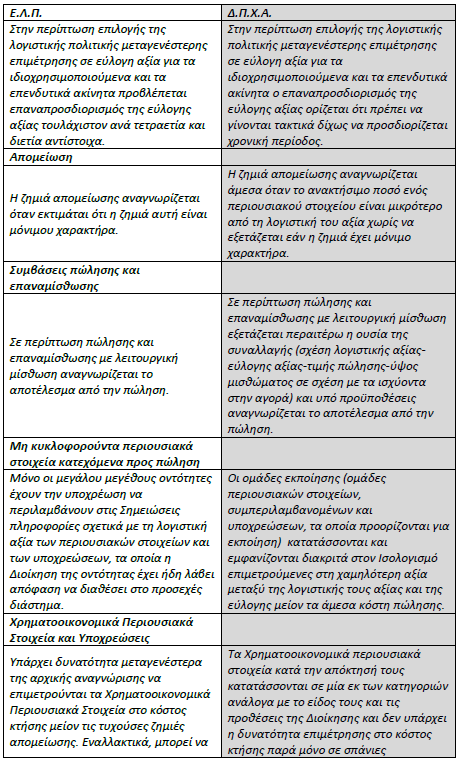 Ε.Λ.Π.
Στην περίπτωση επιλογής της
λογιστικής πολιτικής μεταγενέστερης
επιμέτρησης σε εύλογη αξία για τα
ιδιοχρησιμοποιούμενα και τα
επενδυτικά ακίνητα προβλέπεται
επαναπροσδιορισμός της εύλογης
αξίας τουλάχιστον ανά τετραετία και
διετία αντίστοιχα.
Δ.Π.Χ.Α.
Στην περίπτωση επιλογής της λογιστικής
πολιτικής μεταγενέστερης επιμέτρησης
σε εύλογη αξία για τα
ιδιοχρησιμοποιούμενα και τα επενδυτικά
ακίνητα ο επαναπροσδιορισμός της
εύλογης αξίας ορίζεται ότι πρέπει να
γίνονται τακτικά δίχως να προσδιορίζεται
χρονική περίοδος.
Απομείωση
Η ζημιά απομείωσης αναγνωρίζεται
όταν εκτιμάται ότι η ζημιά αυτή είναι
μόνιμου χαρακτήρα.
Η ζημιά απομείωσης αναγνωρίζεται
άμεσα όταν το ανακτήσιμο ποσό ενός
περιουσιακού στοιχείου είναι μικρότερο
από τη λογιστική του αξία χωρίς να
εξετάζεται εάν η ζημιά έχει μόνιμο
χαρακτήρα.
Συμβάσεις πώλησης και
επαναμίσθωσης
Σε περίπτωση πώλησης και
επαναμίσθωσης με λειτουργική
μίσθωση αναγνωρίζεται το
αποτέλεσμα από την πώληση.
Σε περίπτωση πώλησης και
επαναμίσθωσης με λειτουργική μίσθωση
εξετάζεται περαιτέρω η ουσία της
συναλλαγής (σχέση λογιστικής αξίας-
εύλογης αξίας-τιμής πώλησης-ύψος
μισθώματος σε σχέση με τα ισχύοντα
στην αγορά) και υπό προϋποθέσεις
αναγνωρίζεται το αποτέλεσμα από την
πώληση.
Μη κυκλοφορούντα περιουσιακά
στοιχεία κατεχόμενα προς πώληση
Μόνο οι μεγάλου μεγέθους οντότητες
έχουν την υποχρέωση να
περιλαμβάνουν στις Σημειώσεις
πληροφορίες σχετικά με τη λογιστική
αξία των περιουσιακών στοιχείων και
των υποχρεώσεων, τα οποία η
Διοίκηση της οντότητας έχει ήδη λάβει
απόφαση να διαθέσει στο προσεχές
διάστημα.
Οι ομάδες εκποίησης (ομάδες
περιουσιακών στοιχείων,
συμπεριλαμβανομένων και
υποχρεώσεων, τα οποία προορίζονται για
εκποίηση) κατατάσσονται και
εμφανίζονται διακριτά στον Ισολογισμό
επιμετρούμενες στη χαμηλότερη αξία
μεταξύ της λογιστικής τους αξίας και της
εύλογης μείον τα άμεσα κόστη πώλησης.
Χρηματοοικονομικά Περιουσιακά
Στοιχεία και Υποχρεώσεις
Υπάρχει δυνατότητα μεταγενέστερα
της αρχικής αναγνώρισης να
επιμετρούνται τα Χρηματοοικονομικά
Περιουσιακά Στοιχεία στο κόστος
κτήσης μείον τις τυχούσες ζημιές
απομείωσης. Εναλλακτικά, μπορεί να
Τα Χρηματοοικονομικά περιουσιακά
στοιχεία κατά την απόκτησή τους
κατατάσσονται σε μία εκ των κατηγοριών
ανάλογα με το είδος τους και τις
προθέσεις της Διοίκησης και δεν υπάρχει
η δυνατότητα επιμέτρησης στο κόστος
κτήσης παρά μόνο σε σπάνιες